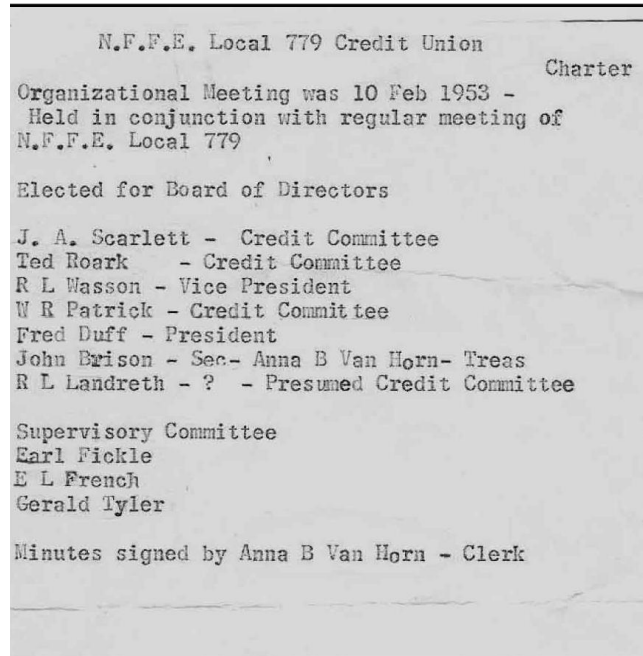 N.F.F.E. Local 779 Credit Union
Charter
Organizational Meeting was 10 Feb 1953 -
Held in conjunction with regular meeting of
N.F.F.E. Local 779
Elected for Board of Directors
J. A. Scarlett - Credit Committee
Ted Roark - Credit Committee
R L Wasson - Vice President
W R Patrick - Credit Committee
Fred Duff - President
John Brison - Sec- Anna B Van Horn- Treas
R L Landreth - ? - Presumed Credit Committee
Supervisory Committee
Earl Fickle
E L French
Gerald Tyler
Minutes signed by Anna B Van Horn - Clerk